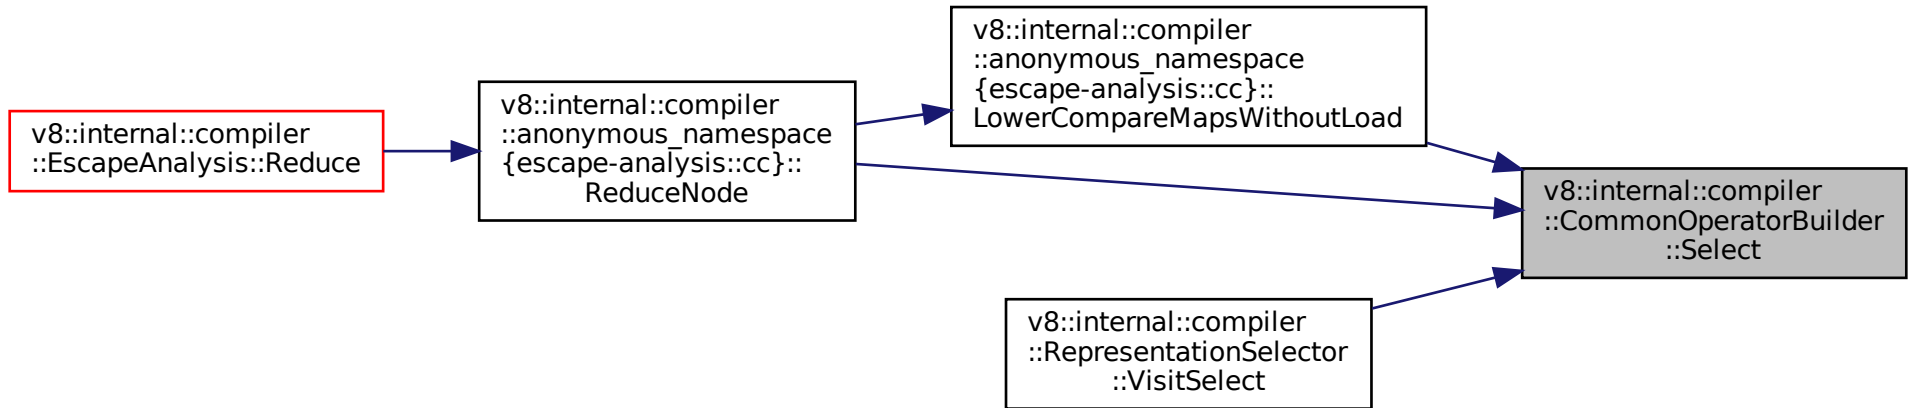 v8::internal::compiler
::EscapeAnalysis::Reduce
v8::internal::compiler
::anonymous_namespace
{escape-analysis::cc}::
ReduceNode
v8::internal::compiler
::anonymous_namespace
{escape-analysis::cc}::
LowerCompareMapsWithoutLoad
v8::internal::compiler
::RepresentationSelector
::VisitSelect
v8::internal::compiler
::CommonOperatorBuilder
::Select